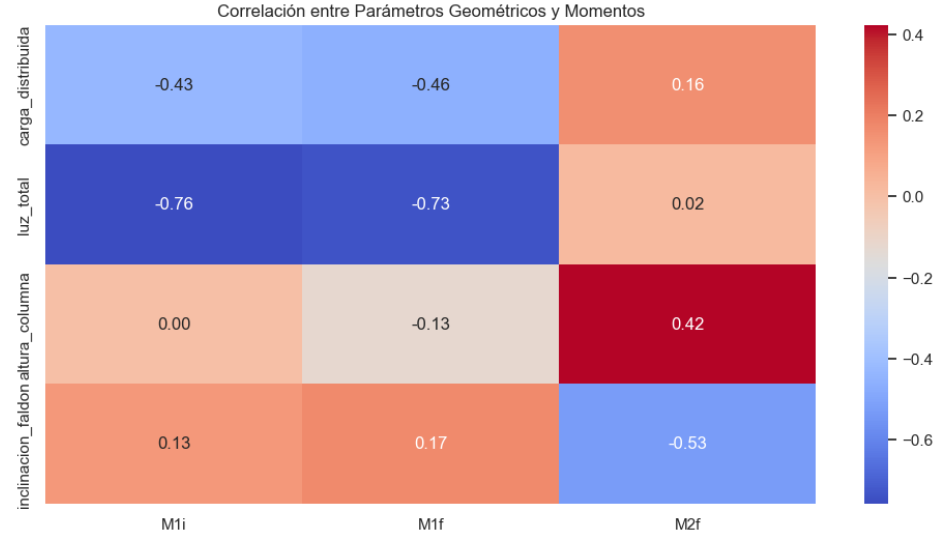 Correlación entre Parámetros Geométricos y Momentos
carga_distribuida
-0.43
-0.46
0.16
luz_total
-0.76
-0.73
0.02
altura_columna
0.00
-0.13
0.42
inclinacion_faldon
0.13
0.17
-0.53
M1i
M1f
M2f
0.4
0.2
0.0
−0.2
−0.4
−0.6